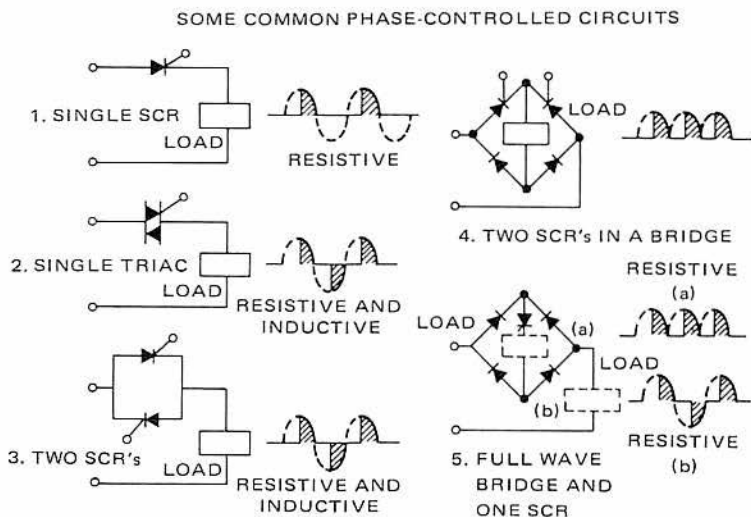 SOME COMMON PHASE-CONTROLLED CIRCUITS
1. SINGLE SCR
LOAD
RESISTIVE
2. SINGLE TRIAC
LOAD
RESISTIVE AND
INDUCTIVE
3. TWO SCR's
LOAD
RESISTIVE AND
INDUCTIVE
LOAD
4. TWO SCR's IN A BRIDGE
RESISTIVE
(a)
LOAD
(a)
LOAD
(b)
RESISTIVE
(b)
5. FULL WAVE
BRIDGE AND
ONE SCR